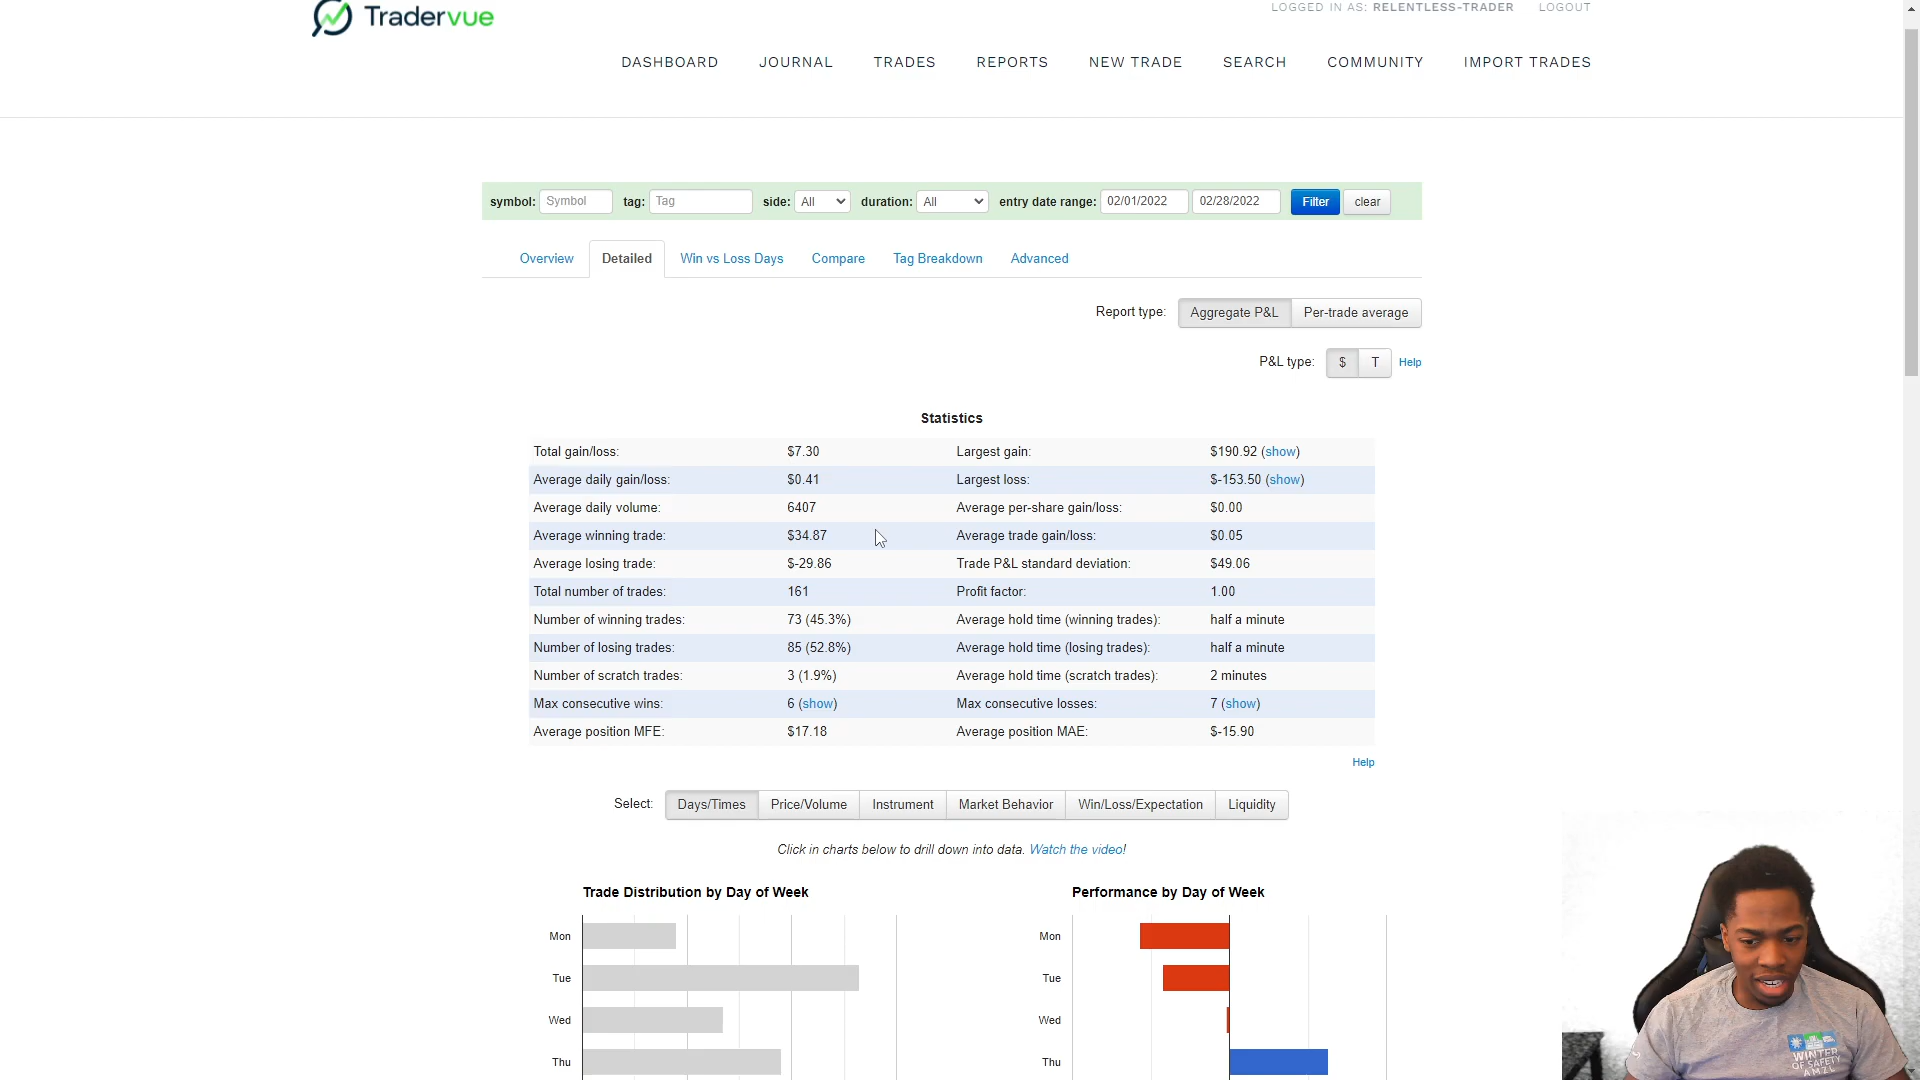 Tradervue
LOGGED IN AS: RELENTLESS-TRADER LOGOUT
DASHBOARD JOURNAL TRADES REPORTS NEW TRADE SEARCH COMMUNITY IMPORT TRADES
symbol: Symbol tag: Tag side: All duration: All entry date range: 02/01/2022 02/28/2022 Filter clear
Overview Detailed Win vs Loss Days Compare Tag Breakdown Advanced
Report type: Aggregate P&L Per-trade average
P&L type: $ T Help
Statistics
Total gain/loss: $7.30 Largest gain: $190.92 (show)
Average daily gain/loss: $0.41 Largest loss: $-153.50 (show)
Average daily volume: 6407 Average per-share gain/loss: $0.00
Average winning trade: $34.87 Average trade gain/loss: $0.05
Average losing trade: $-29.86 Trade P&L standard deviation: $49.06
Total number of trades: 161 Profit factor: 1.00
Number of winning trades: 73 (45.3%) Average hold time (winning trades): half a minute
Number of losing trades: 85 (52.8%) Average hold time (losing trades): half a minute
Number of scratch trades: 3 (1.9%) Average hold time (scratch trades): 2 minutes
Max consecutive wins: 6 (show) Max consecutive losses: 7 (show)
Average position MFE: $17.18 Average position MAE: $-15.90
Help
Select: Days/Times Price/Volume Instrument Market Behavior Win/Loss/Expectation Liquidity
Click in charts below to drill down into data. Watch the video!
Trade Distribution by Day of Week Performance by Day of Week
Mon Mon
Tue Tue
Wed Wed
Thu Thu
WINTER
OF SAFETY
AMZL